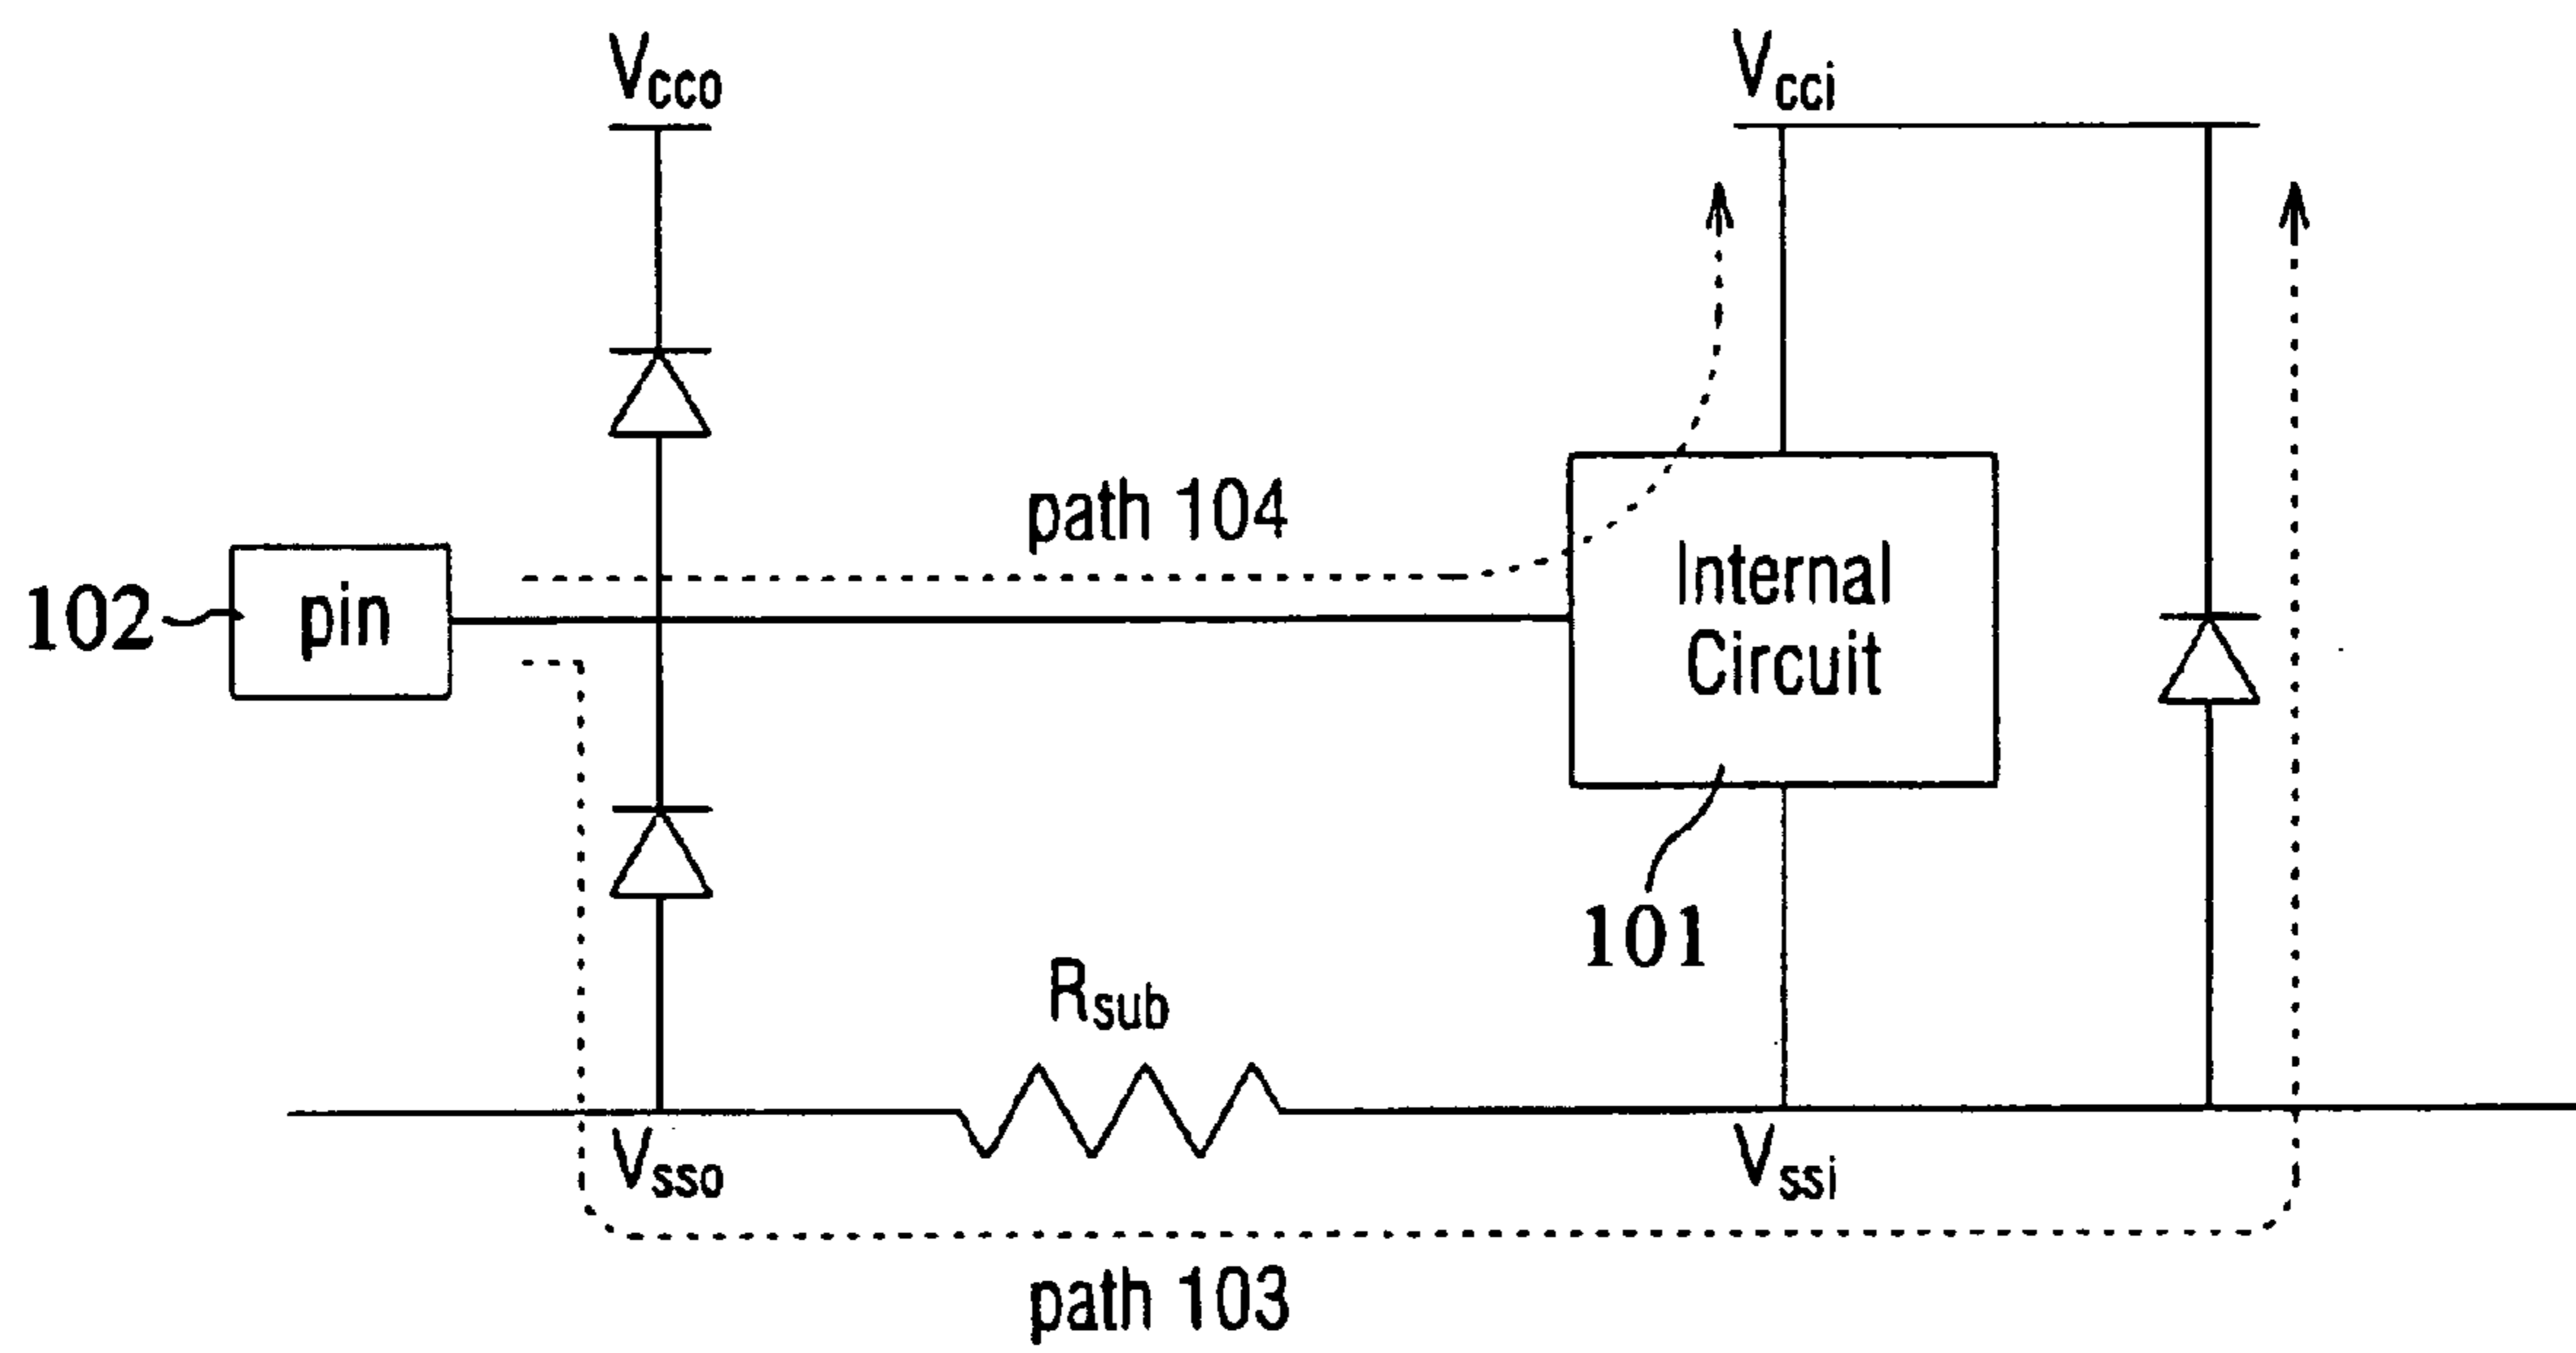 Vcco
Vcci
path 104
102
pin
Internal
Circuit
101
Rsub
Vsso
Vssi
path 103